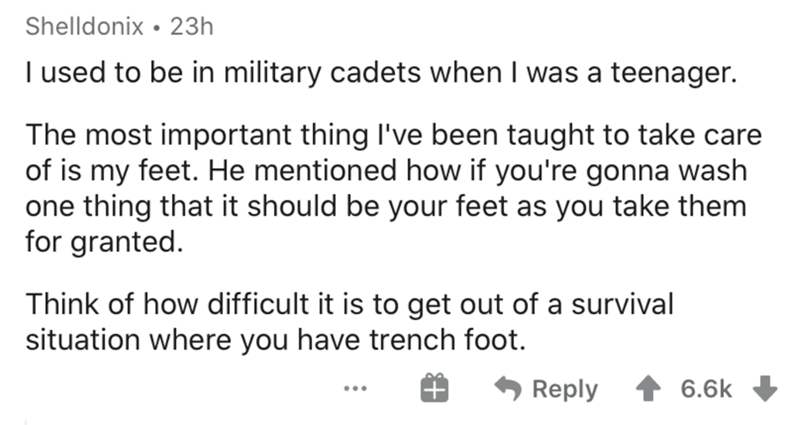 Shelldonix • 23h
I used to be in military cadets when I was a teenager.
The most important thing I've been taught to take care
of is my feet. He mentioned how if you're gonna wash
one thing that it should be your feet as you take them
for granted.
Think of how difficult it is to get out of a survival
situation where you have trench foot.
... Reply 6.6k